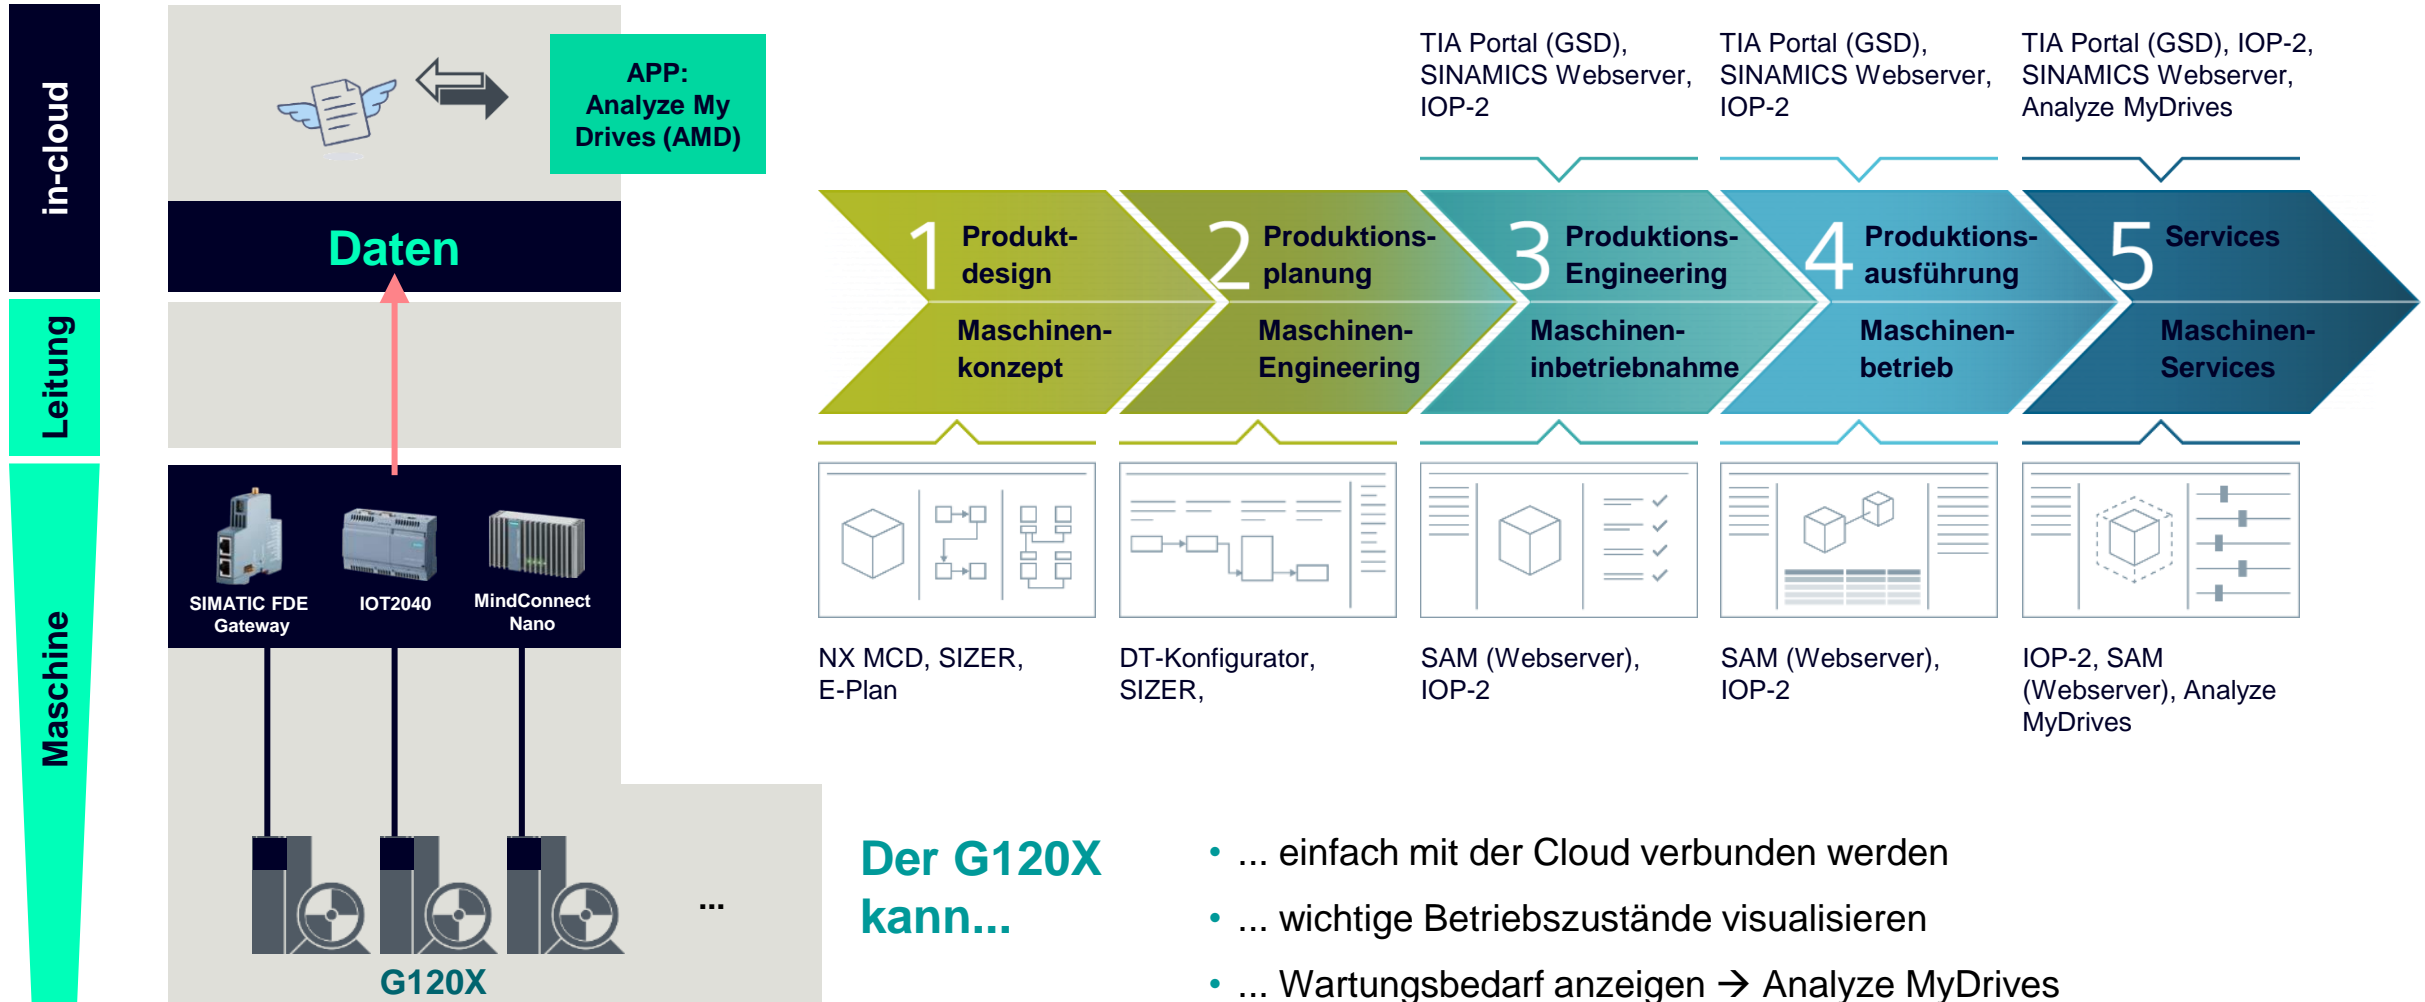 in-cloud
Leitung
Maschine
APP:
Analyze My
Drives (AMD)
Daten
SIMATIC FDE
Gateway
IOT2040
MindConnect
Nano
...
G120X
TIA Portal (GSD),
SINAMICS Webserver,
IOP-2
TIA Portal (GSD),
SINAMICS Webserver,
IOP-2
TIA Portal (GSD), IOP-2,
SINAMICS Webserver,
Analyze MyDrives
1 Produkt-
design
Maschinen-
konzept
2 Produktions-
planung
Maschinen-
Engineering
3 Produktions-
Engineering
Maschinen-
inbetriebnahme
4 Produktions-
ausführung
Maschinen-
betrieb
5 Services
Maschinen-
Services
NX MCD, SIZER,
E-Plan
DT-Konfigurator,
SIZER,
SAM (Webserver),
IOP-2
SAM (Webserver),
IOP-2
IOP-2, SAM
(Webserver), Analyze
MyDrives
Der G120X
kann...
• ... einfach mit der Cloud verbunden werden
• ... wichtige Betriebszustände visualisieren
• ... Wartungsbedarf anzeigen → Analyze MyDrives